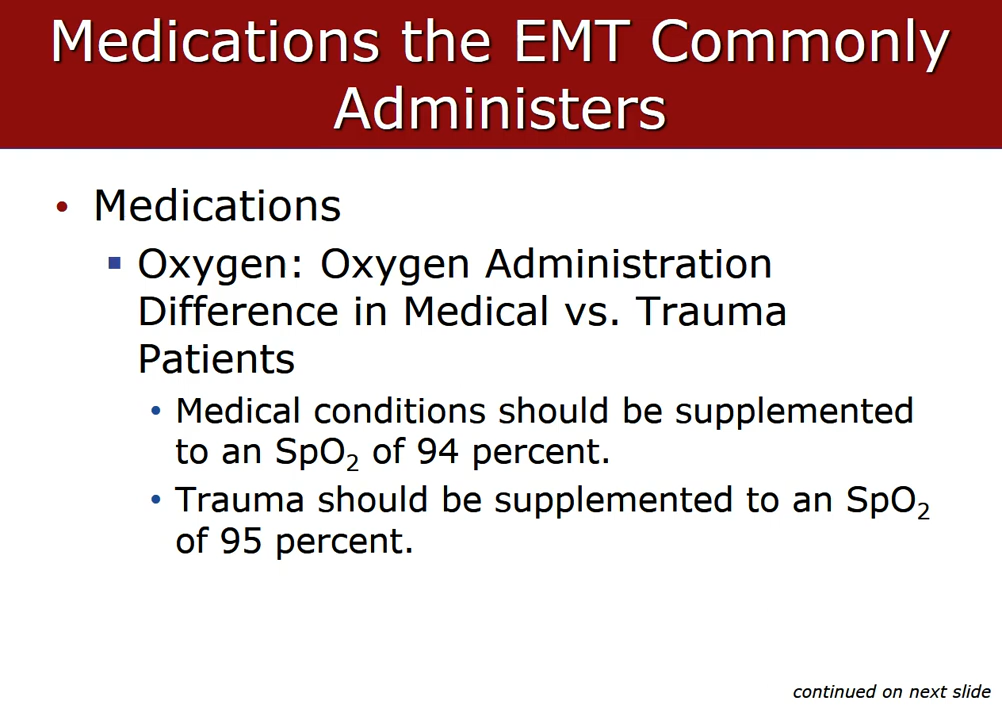 Medications the EMT Commonly
Administers
• Medications
▪ Oxygen: Oxygen Administration
Difference in Medical vs. Trauma
Patients
• Medical conditions should be supplemented
to an SpO₂ of 94 percent.
• Trauma should be supplemented to an SpO₂
of 95 percent.
continued on next slide